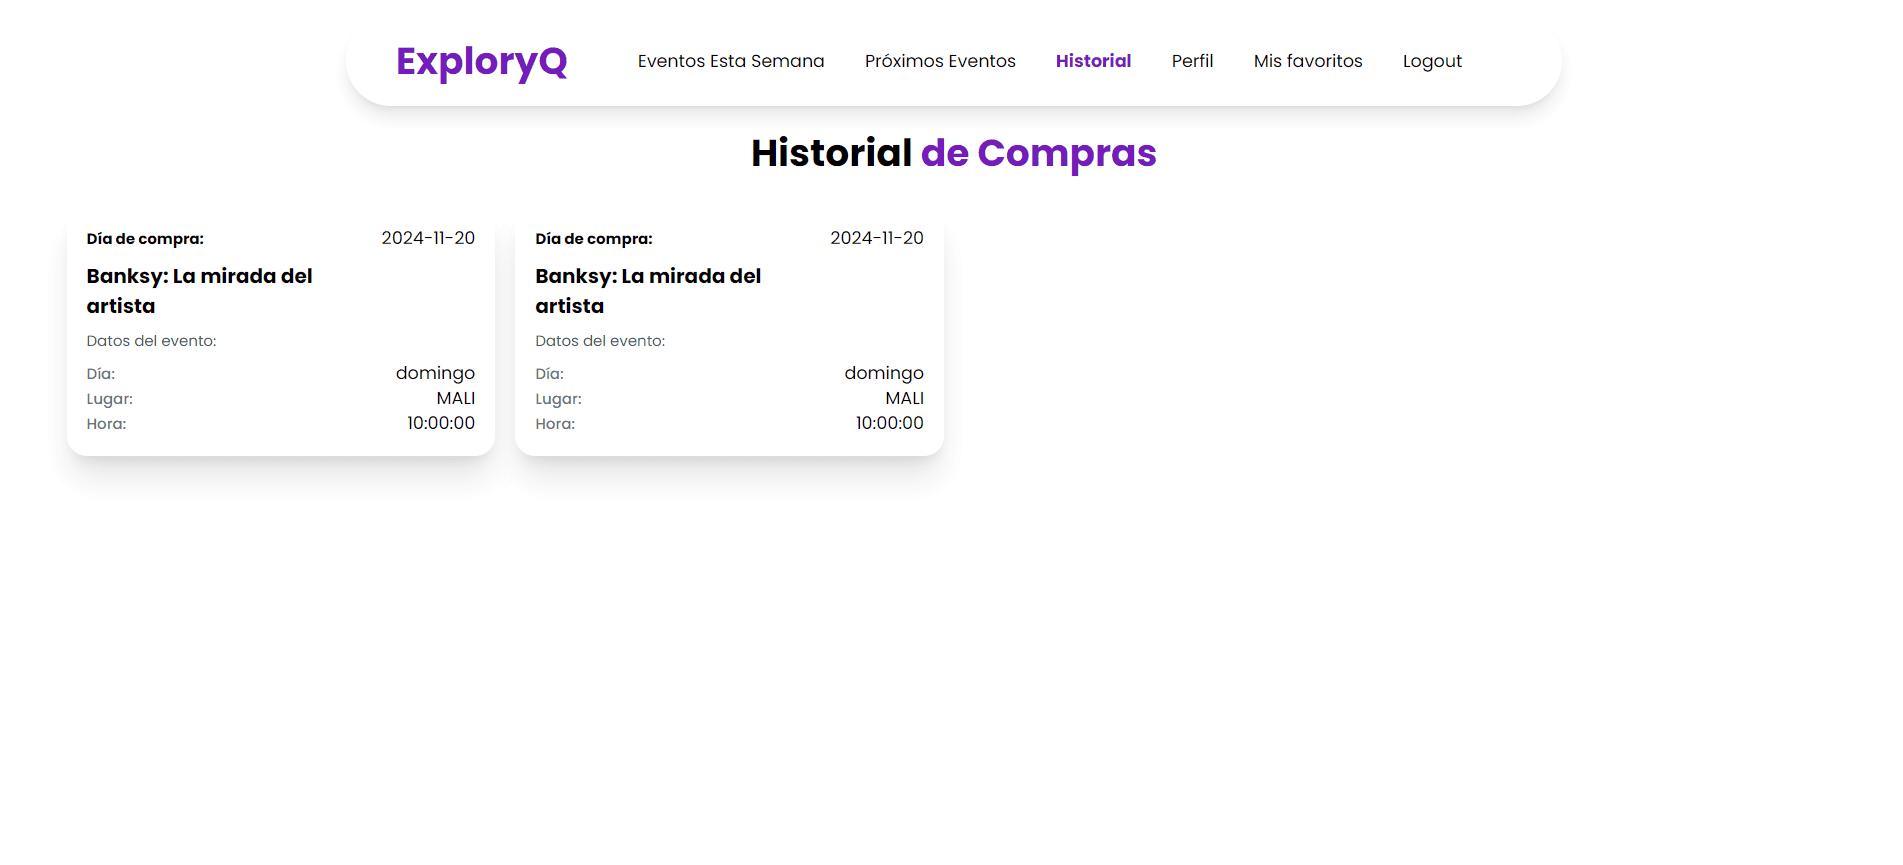 ExploryQ
Eventos Esta Semana
Próximos Eventos
Historial
Perfil
Mis favoritos
Logout
Historial de Compras
Día de compra: 2024-11-20
Banksy: La mirada del
artista
Datos del evento:
Día: domingo
Lugar: MALI
Hora: 10:00:00
Día de compra: 2024-11-20
Banksy: La mirada del
artista
Datos del evento:
Día: domingo
Lugar: MALI
Hora: 10:00:00